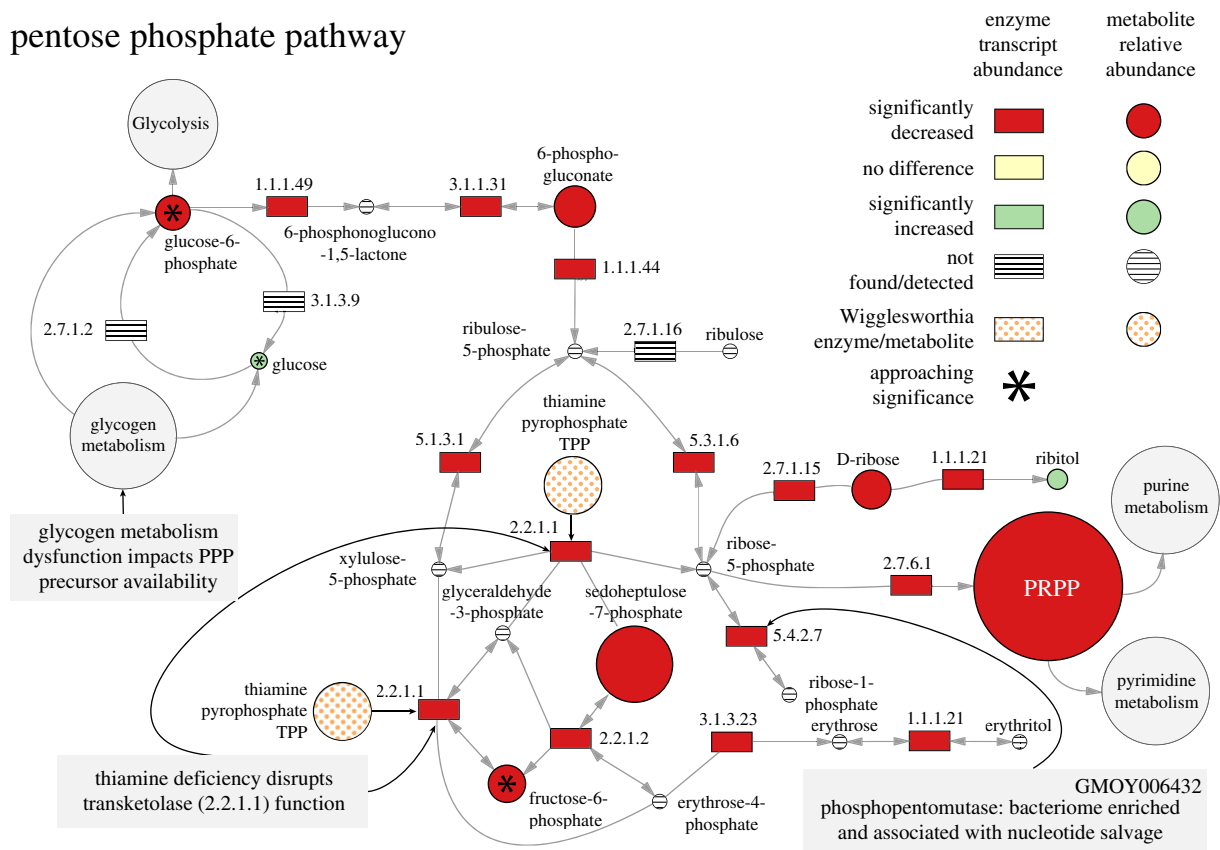 pentose phosphate pathway
enzyme
transcript
abundance
metabolite
relative
abundance
significantly
decreased
no difference
significantly
increased
not
found/detected
Wigglesworthia
enzyme/metabolite
approaching
significance
Glycolysis
1.1.1.49
3.1.1.31
6-phospho-
gluconate
glucose-6-
phosphate
6-phosphonoglucono
-1,5-lactone
1.1.1.44
3.1.3.9
2.7.1.2
glucose
ribulose-
5-phosphate
2.7.1.16
ribulose
glycogen
metabolism
thiamine
pyrophosphate
TPP
5.1.3.1
5.3.1.6
2.7.1.15
D-ribose
1.1.1.21
ribitol
purine
metabolism
glycogen metabolism
dysfunction impacts PPP
precursor availability
2.2.1.1
xylulose-
5-phosphate
ribose-
5-phosphate
2.7.6.1
PRPP
glyceraldehyde
-3-phosphate
sedoheptulose
-7-phosphate
5.4.2.7
pyrimidine
metabolism
thiamine
pyrophosphate
TPP
2.2.1.1
ribose-1-
phosphate
2.2.1.2
3.1.3.23
erythrose
1.1.1.21
erythritol
fructose-6-
phosphate
erythrose-4-
phosphate
thiamine deficiency disrupts
transketolase (2.2.1.1) function
GMOY006432
phosphopentomutase: bacteriome enriched
and associated with nucleotide salvage